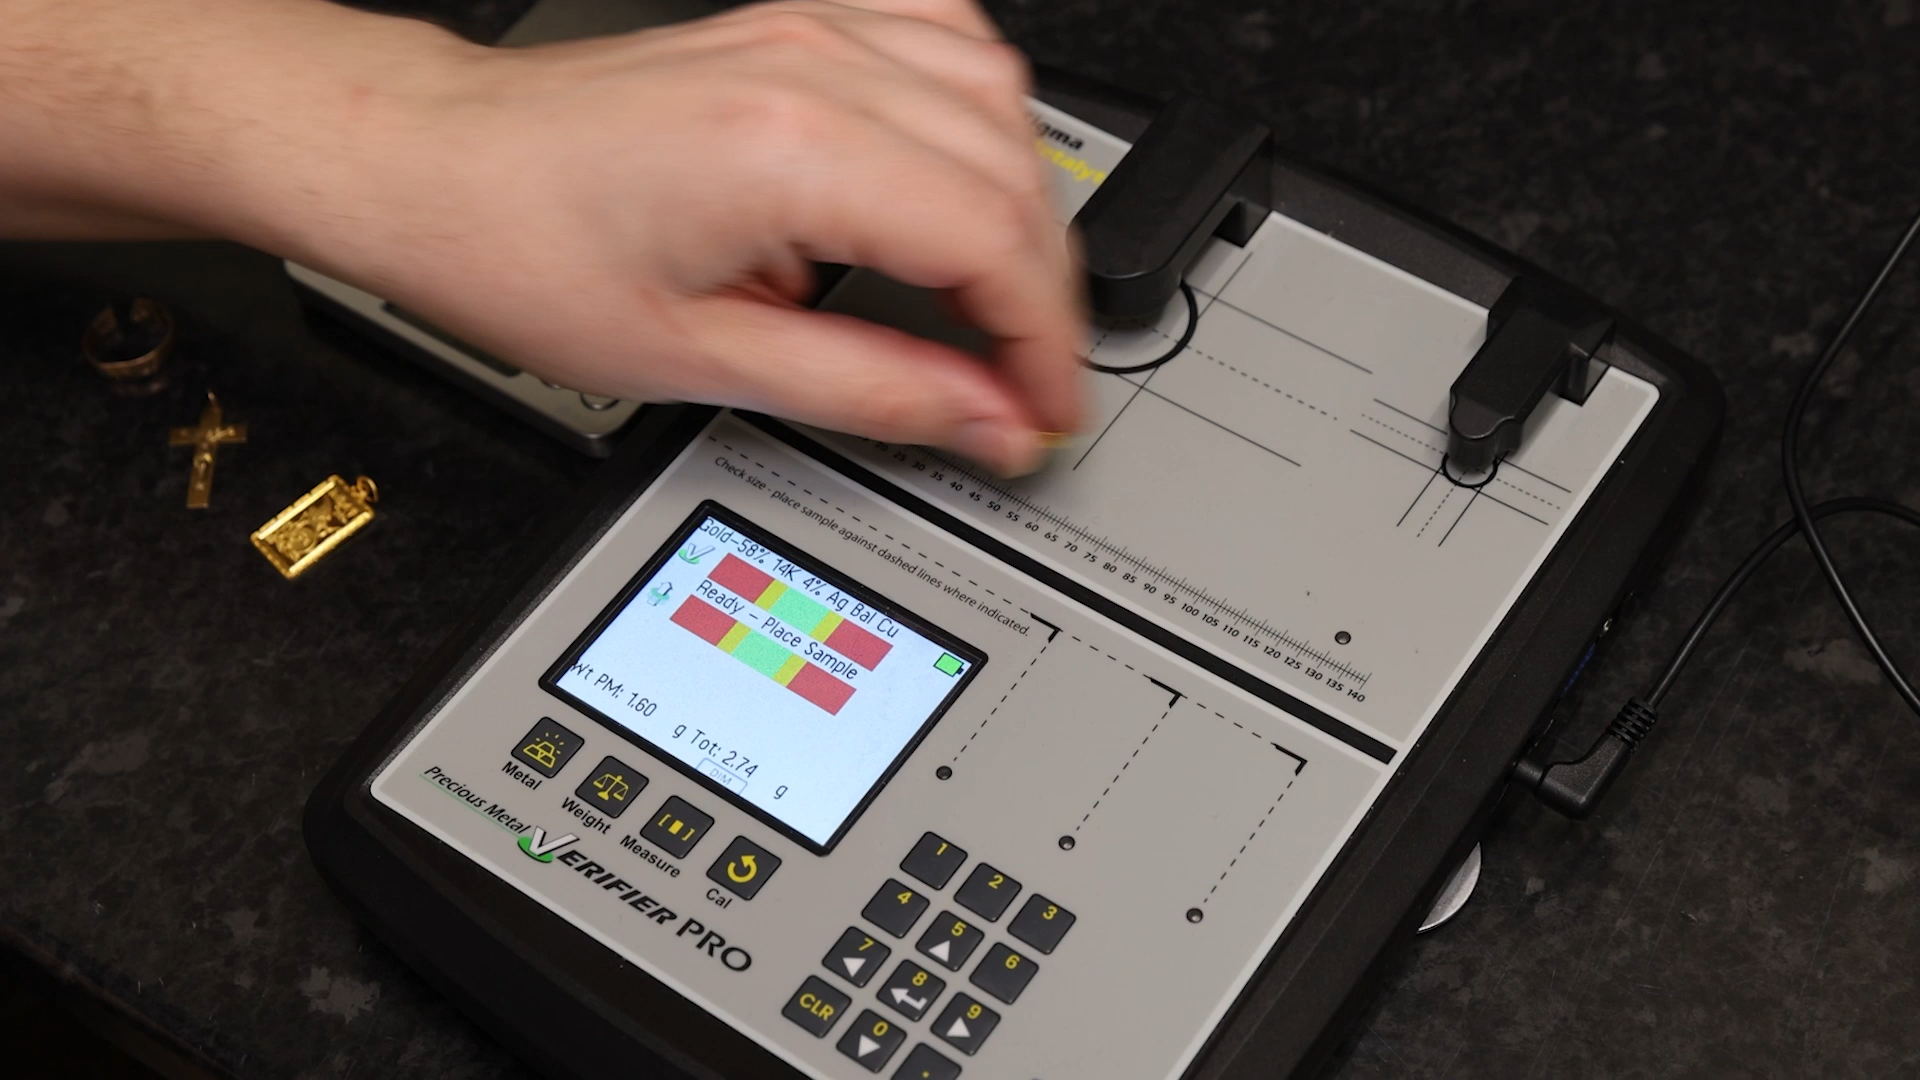 Check size - place sample against dashed lines where indicated.
25 30 35 40 45 50 55 60 65 70 75 80 85 90 95 100 105 110 115 120 125 130 135 140
Gold-58% 14K 4% Ag Bal Cu
Ready - Place Sample
Wt PM: 1.60 g Tot: 2.74 g
DIM
Metal
Weight
Measure
Cal
Precious Metal
VERIFIER PRO
1 2 3
4 5 6
7 8 9
CLR 0